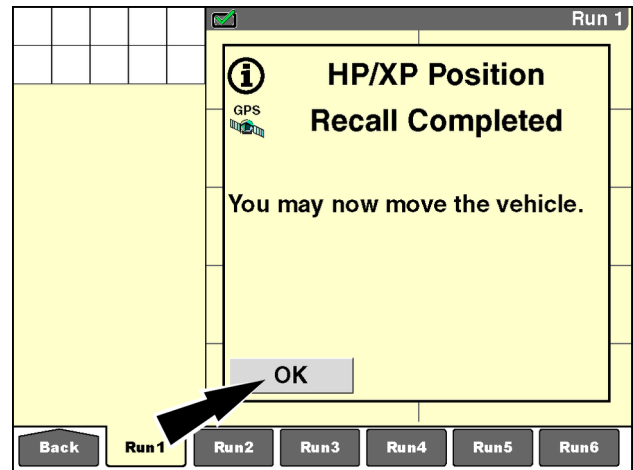 Run 1
HP/XP Position
GPS
Recall Completed
You may now move the vehicle.
OK
Back
Run1
Run2
Run3
Run4
Run5
Run6